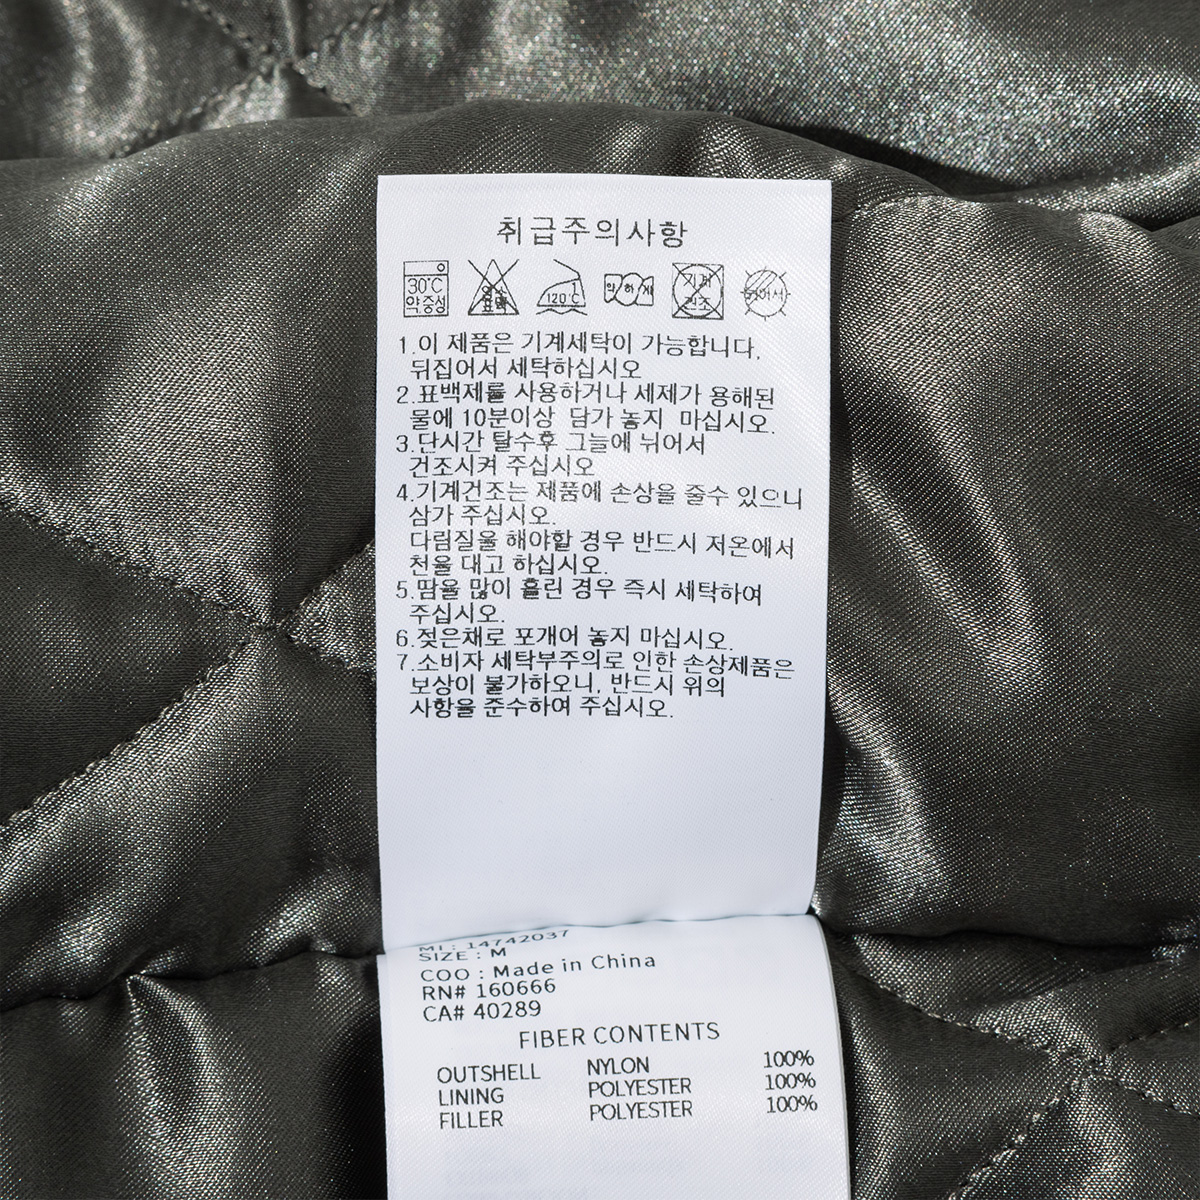 취급주의사항
30℃
약중성
120℃
약하게
기계
건조
뉘어서
1.이 제품은 기계세탁이 가능합니다,
뒤집어서 세탁하십시오
2.표백제를 사용하거나 세제가 용해된
물에 10분이상 담가 놓지 마십시오.
3.단시간 탈수후 그늘에 뉘어서
건조시켜 주십시오
4.기계건조는 제품에 손상을 줄수 있으니
삼가 주십시오.
다림질을 해야할 경우 반드시 저온에서
천을 대고 하십시오.
5.땀을 많이 흘린 경우 즉시 세탁하여
주십시오.
6.젖은채로 포개어 놓지 마십시오.
7.소비자 세탁부주의로 인한 손상제품은
보상이 불가하오니, 반드시 위의
사항을 준수하여 주십시오.
MI : 14742037
SIZE : M
COO : Made in China
RN# 160666
CA# 40289
FIBER CONTENTS
OUTSHELL NYLON 100%
LINING POLYESTER 100%
FILLER POLYESTER 100%